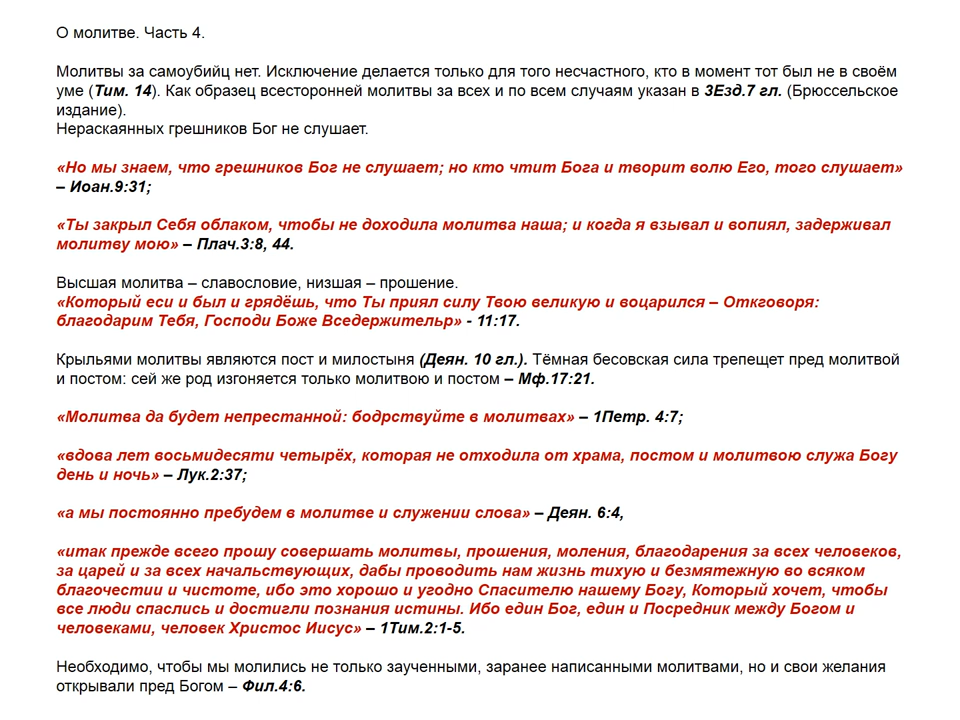 О молитве. Часть 4.
Молитвы за самоубийц нет. Исключение делается только для того несчастного, кто в момент тот был не в своём
уме (Тим. 14). Как образец всесторонней молитвы за всех и по всем случаям указан в 3Езд.7 гл. (Брюссельское
издание).
Нераскаянных грешников Бог не слушает.
«Но мы знаем, что грешников Бог не слушает; но кто чтит Бога и творит волю Его, того слушает»
– Иоан.9:31;
«Ты закрыл Себя облаком, чтобы не доходила молитва наша; и когда я взывал и вопиял, задерживал
молитву мою» – Плач.3:8, 44.
Высшая молитва – славословие, низшая – прошение.
«Который еси и был и грядёшь, что Ты приял силу Твою великую и воцарился – Откговоря:
благодарим Тебя, Господи Боже Вседержительр» - 11:17.
Крыльями молитвы являются пост и милостыня (Деян. 10 гл.). Тёмная бесовская сила трепещет пред молитвой
и постом: сей же род изгоняется только молитвою и постом – Мф.17:21.
«Молитва да будет непрестанной: бодрствуйте в молитвах» – 1Петр. 4:7;
«вдова лет восьмидесяти четырёх, которая не отходила от храма, постом и молитвою служа Богу
день и ночь» – Лук.2:37;
«а мы постоянно пребудем в молитве и служении слова» – Деян. 6:4,
«итак прежде всего прошу совершать молитвы, прошения, моления, благодарения за всех человеков,
за царей и за всех начальствующих, дабы проводить нам жизнь тихую и безмятежную во всяком
благочестии и чистоте, ибо это хорошо и угодно Спасителю нашему Богу, Который хочет, чтобы
все люди спаслись и достигли познания истины. Ибо един Бог, един и Посредник между Богом и
человеками, человек Христос Иисус» – 1Тим.2:1-5.
Необходимо, чтобы мы молились не только заученными, заранее написанными молитвами, но и свои желания
открывали пред Богом – Фил.4:6.